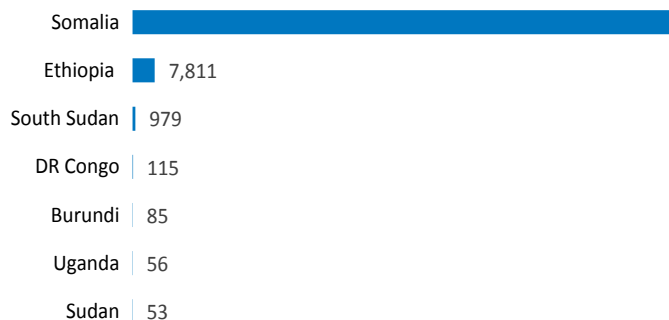 Somalia
Ethiopia 7,811
South Sudan 979
DR Congo 115
Burundi 85
Uganda 56
Sudan 53